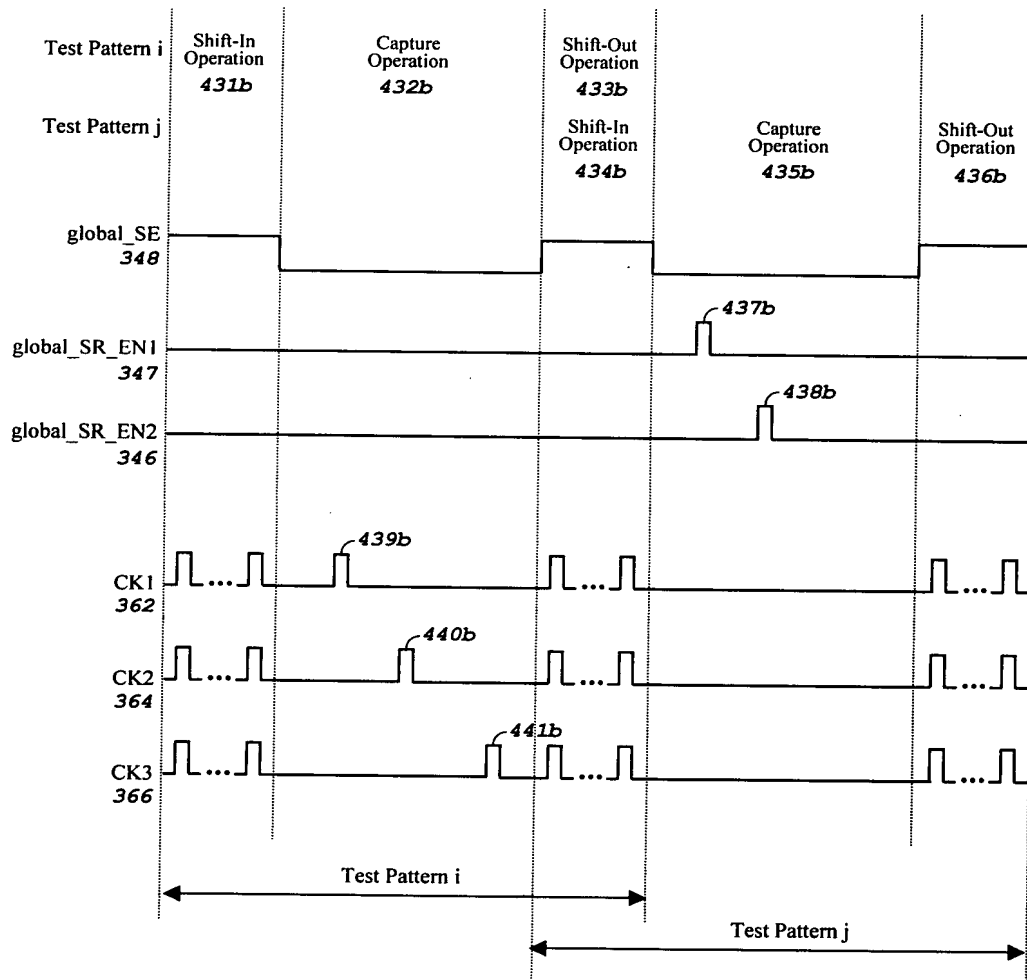 Test Pattern i
Shift-In
Operation
431b
Capture
Operation
432b
Shift-Out
Operation
433b
Test Pattern j
Shift-In
Operation
434b
Capture
Operation
435b
Shift-Out
Operation
436b
global_SE
348
437b
global_SR_EN1
347
438b
global_SR_EN2
346
439b
CK1
362
440b
CK2
364
441b
CK3
366
Test Pattern i
Test Pattern j